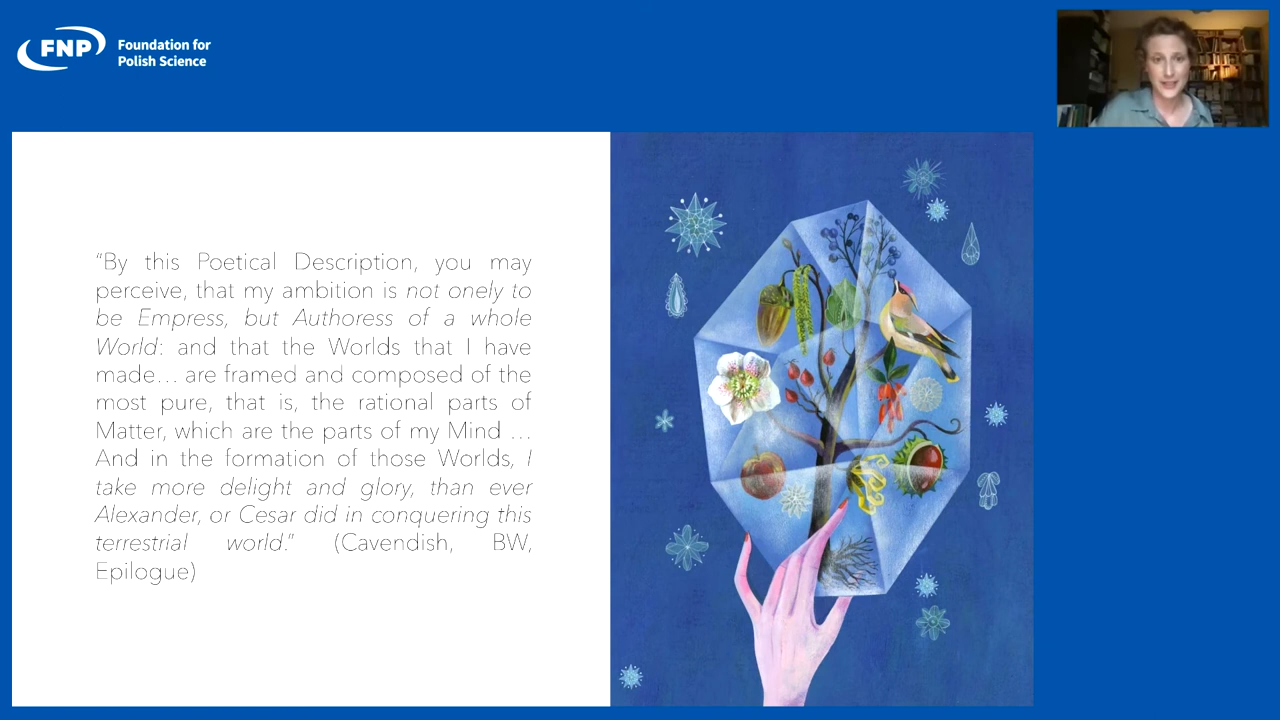 FNP
Foundation for
Polish Science
“By this Poetical Description, you may
perceive, that my ambition is not onely to
be Empress, but Authoress of a whole
World: and that the Worlds that I have
made… are framed and composed of the
most pure, that is, the rational parts of
Matter, which are the parts of my Mind …
And in the formation of those Worlds, I
take more delight and glory, than ever
Alexander, or Cesar did in conquering this
terrestrial world.” (Cavendish, BW,
Epilogue)